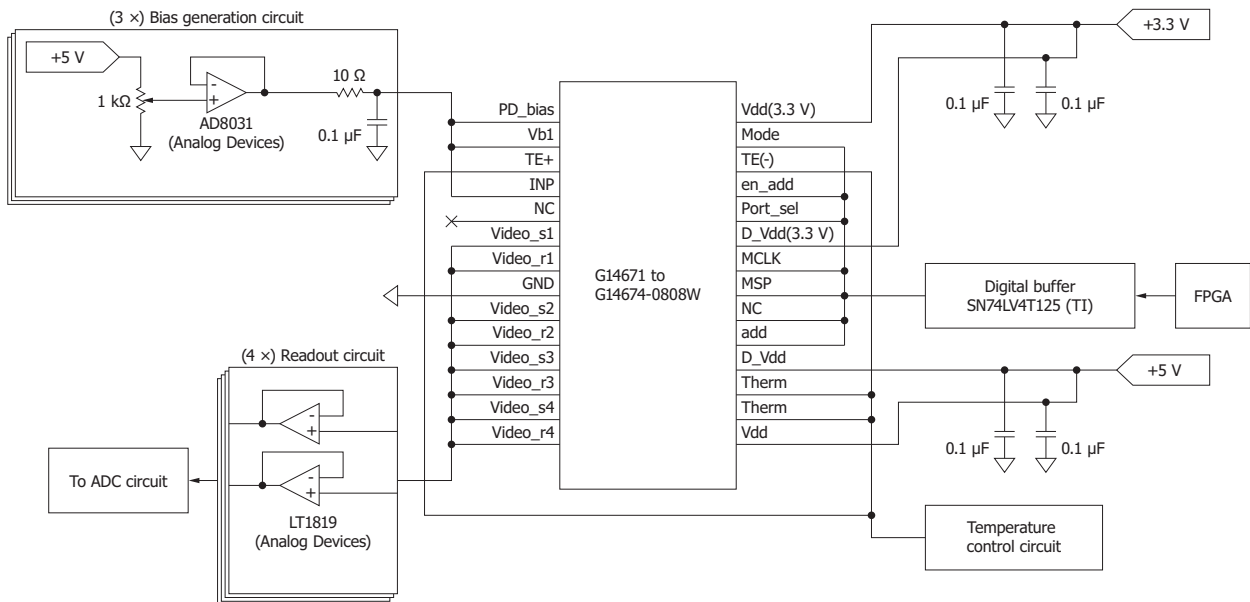 (3 ×) Bias generation circuit
+5 V
1 kΩ
-
+
AD8031
(Analog Devices)
10 Ω
0.1 µF
PD_bias
Vb1
TE+
INP
NC
Video_s1
Video_r1
GND
Video_s2
Video_r2
Video_s3
Video_r3
Video_s4
Video_r4
G14671 to
G14674-0808W
Vdd(3.3 V)
Mode
TE(-)
en_add
Port_sel
D_Vdd(3.3 V)
MCLK
MSP
NC
add
D_Vdd
Therm
Therm
Vdd
+3.3 V
0.1 µF
0.1 µF
Digital buffer
SN74LV4T125 (TI)
FPGA
+5 V
0.1 µF
0.1 µF
Temperature
control circuit
(4 ×) Readout circuit
-
+
-
+
LT1819
(Analog Devices)
To ADC circuit